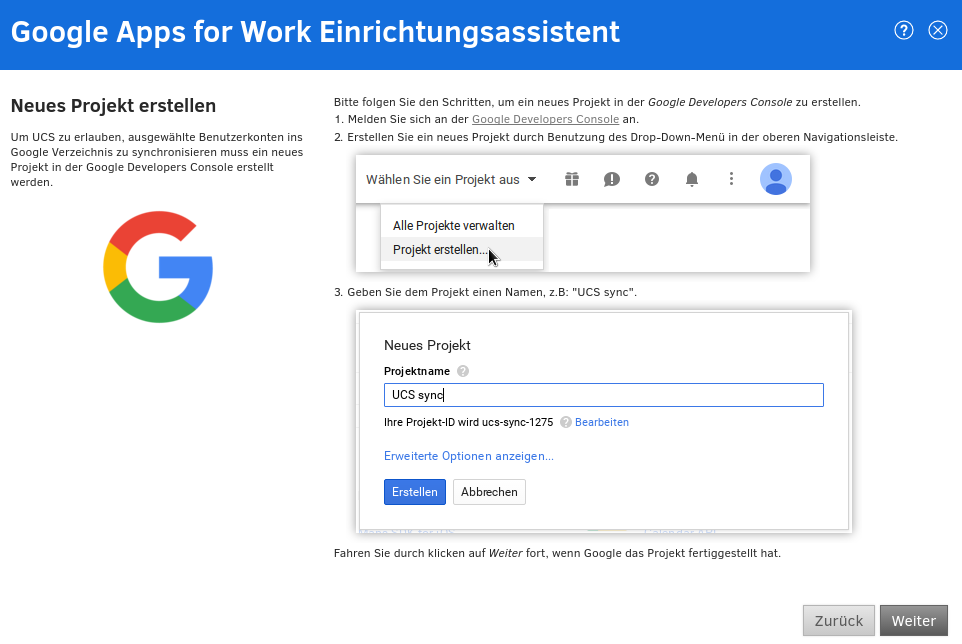 Google Apps for Work Einrichtungsassistent
Neues Projekt erstellen
Um UCS zu erlauben, ausgewählte Benutzerkonten ins
Google Verzeichnis zu synchronisieren muss ein neues
Projekt in der Google Developers Console erstellt
werden.
Bitte folgen Sie den Schritten, um ein neues Projekt in der Google Developers Console zu erstellen.
1. Melden Sie sich an der Google Developers Console an.
2. Erstellen Sie ein neues Projekt durch Benutzung des Drop-Down-Menü in der oberen Navigationsleiste.
Wählen Sie ein Projekt aus
Alle Projekte verwalten
Projekt erstellen...
3. Geben Sie dem Projekt einen Namen, z.B: "UCS sync".
Neues Projekt
Projektname
UCS sync
Ihre Projekt-ID wird ucs-sync-1275 Bearbeiten
Erweiterte Optionen anzeigen...
Erstellen Abbrechen
Fahren Sie durch klicken auf Weiter fort, wenn Google das Projekt fertiggestellt hat.
Zurück Weiter